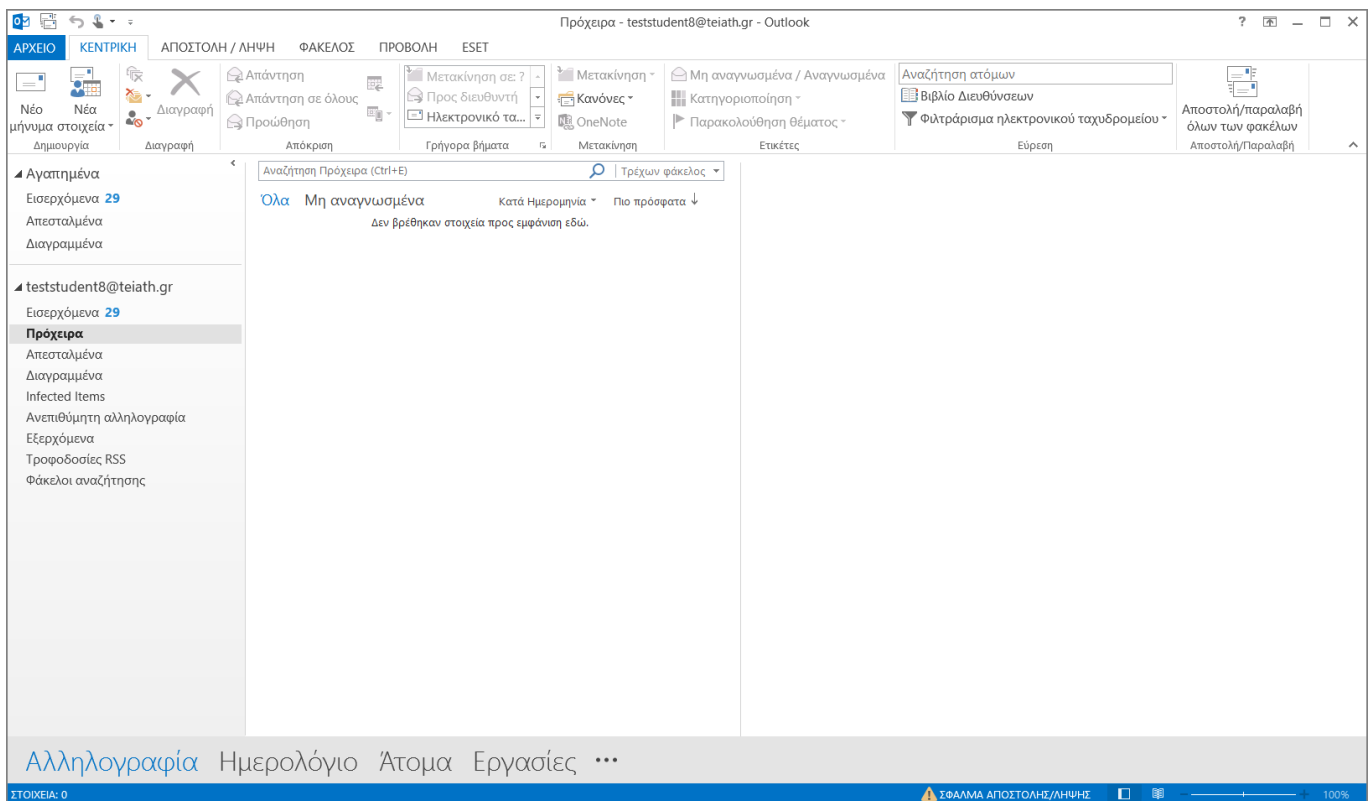 Πρόχειρα - teststudent8@teiath.gr - Outlook
?
ΑΡΧΕΙΟ ΚΕΝΤΡΙΚΗ ΑΠΟΣΤΟΛΗ / ΛΗΨΗ ΦΑΚΕΛΟΣ ΠΡΟΒΟΛΗ ESET
Νέο μήνυμα
Νέα στοιχεία
Δημιουργία
Διαγραφή
Διαγραφή
Απάντηση
Απάντηση σε όλους
Προώθηση
Απόκριση
Μετακίνηση σε: ?
Προς διευθυντή
Ηλεκτρονικό τα...
Γρήγορα βήματα
Μετακίνηση
Κανόνες
OneNote
Μετακίνηση
Μη αναγνωσμένα / Αναγνωσμένα
Κατηγοριοποίηση
Παρακολούθηση θέματος
Ετικέτες
Αναζήτηση ατόμων
Βιβλίο Διευθύνσεων
Φιλτράρισμα ηλεκτρονικού ταχυδρομείου
Εύρεση
Αποστολή/παραλαβή
όλων των φακέλων
Αποστολή/Παραλαβή
Αγαπημένα
Εισερχόμενα 29
Απεσταλμένα
Διαγραμμένα
teststudent8@teiath.gr
Εισερχόμενα 29
Πρόχειρα
Απεσταλμένα
Διαγραμμένα
Infected Items
Ανεπιθύμητη αλληλογραφία
Εξερχόμενα
Τροφοδοσίες RSS
Φάκελοι αναζήτησης
Αναζήτηση Πρόχειρα (Ctrl+E) Τρέχων φάκελος
Όλα Μη αναγνωσμένα Κατά Ημερομηνία Πιο πρόσφατα
Δεν βρέθηκαν στοιχεία προς εμφάνιση εδώ.
Αλληλογραφία Ημερολόγιο Άτομα Εργασίες ···
ΣΤΟΙΧΕΙΑ: 0 ΣΦΑΛΜΑ ΑΠΟΣΤΟΛΗΣ/ΛΗΨΗΣ 100%